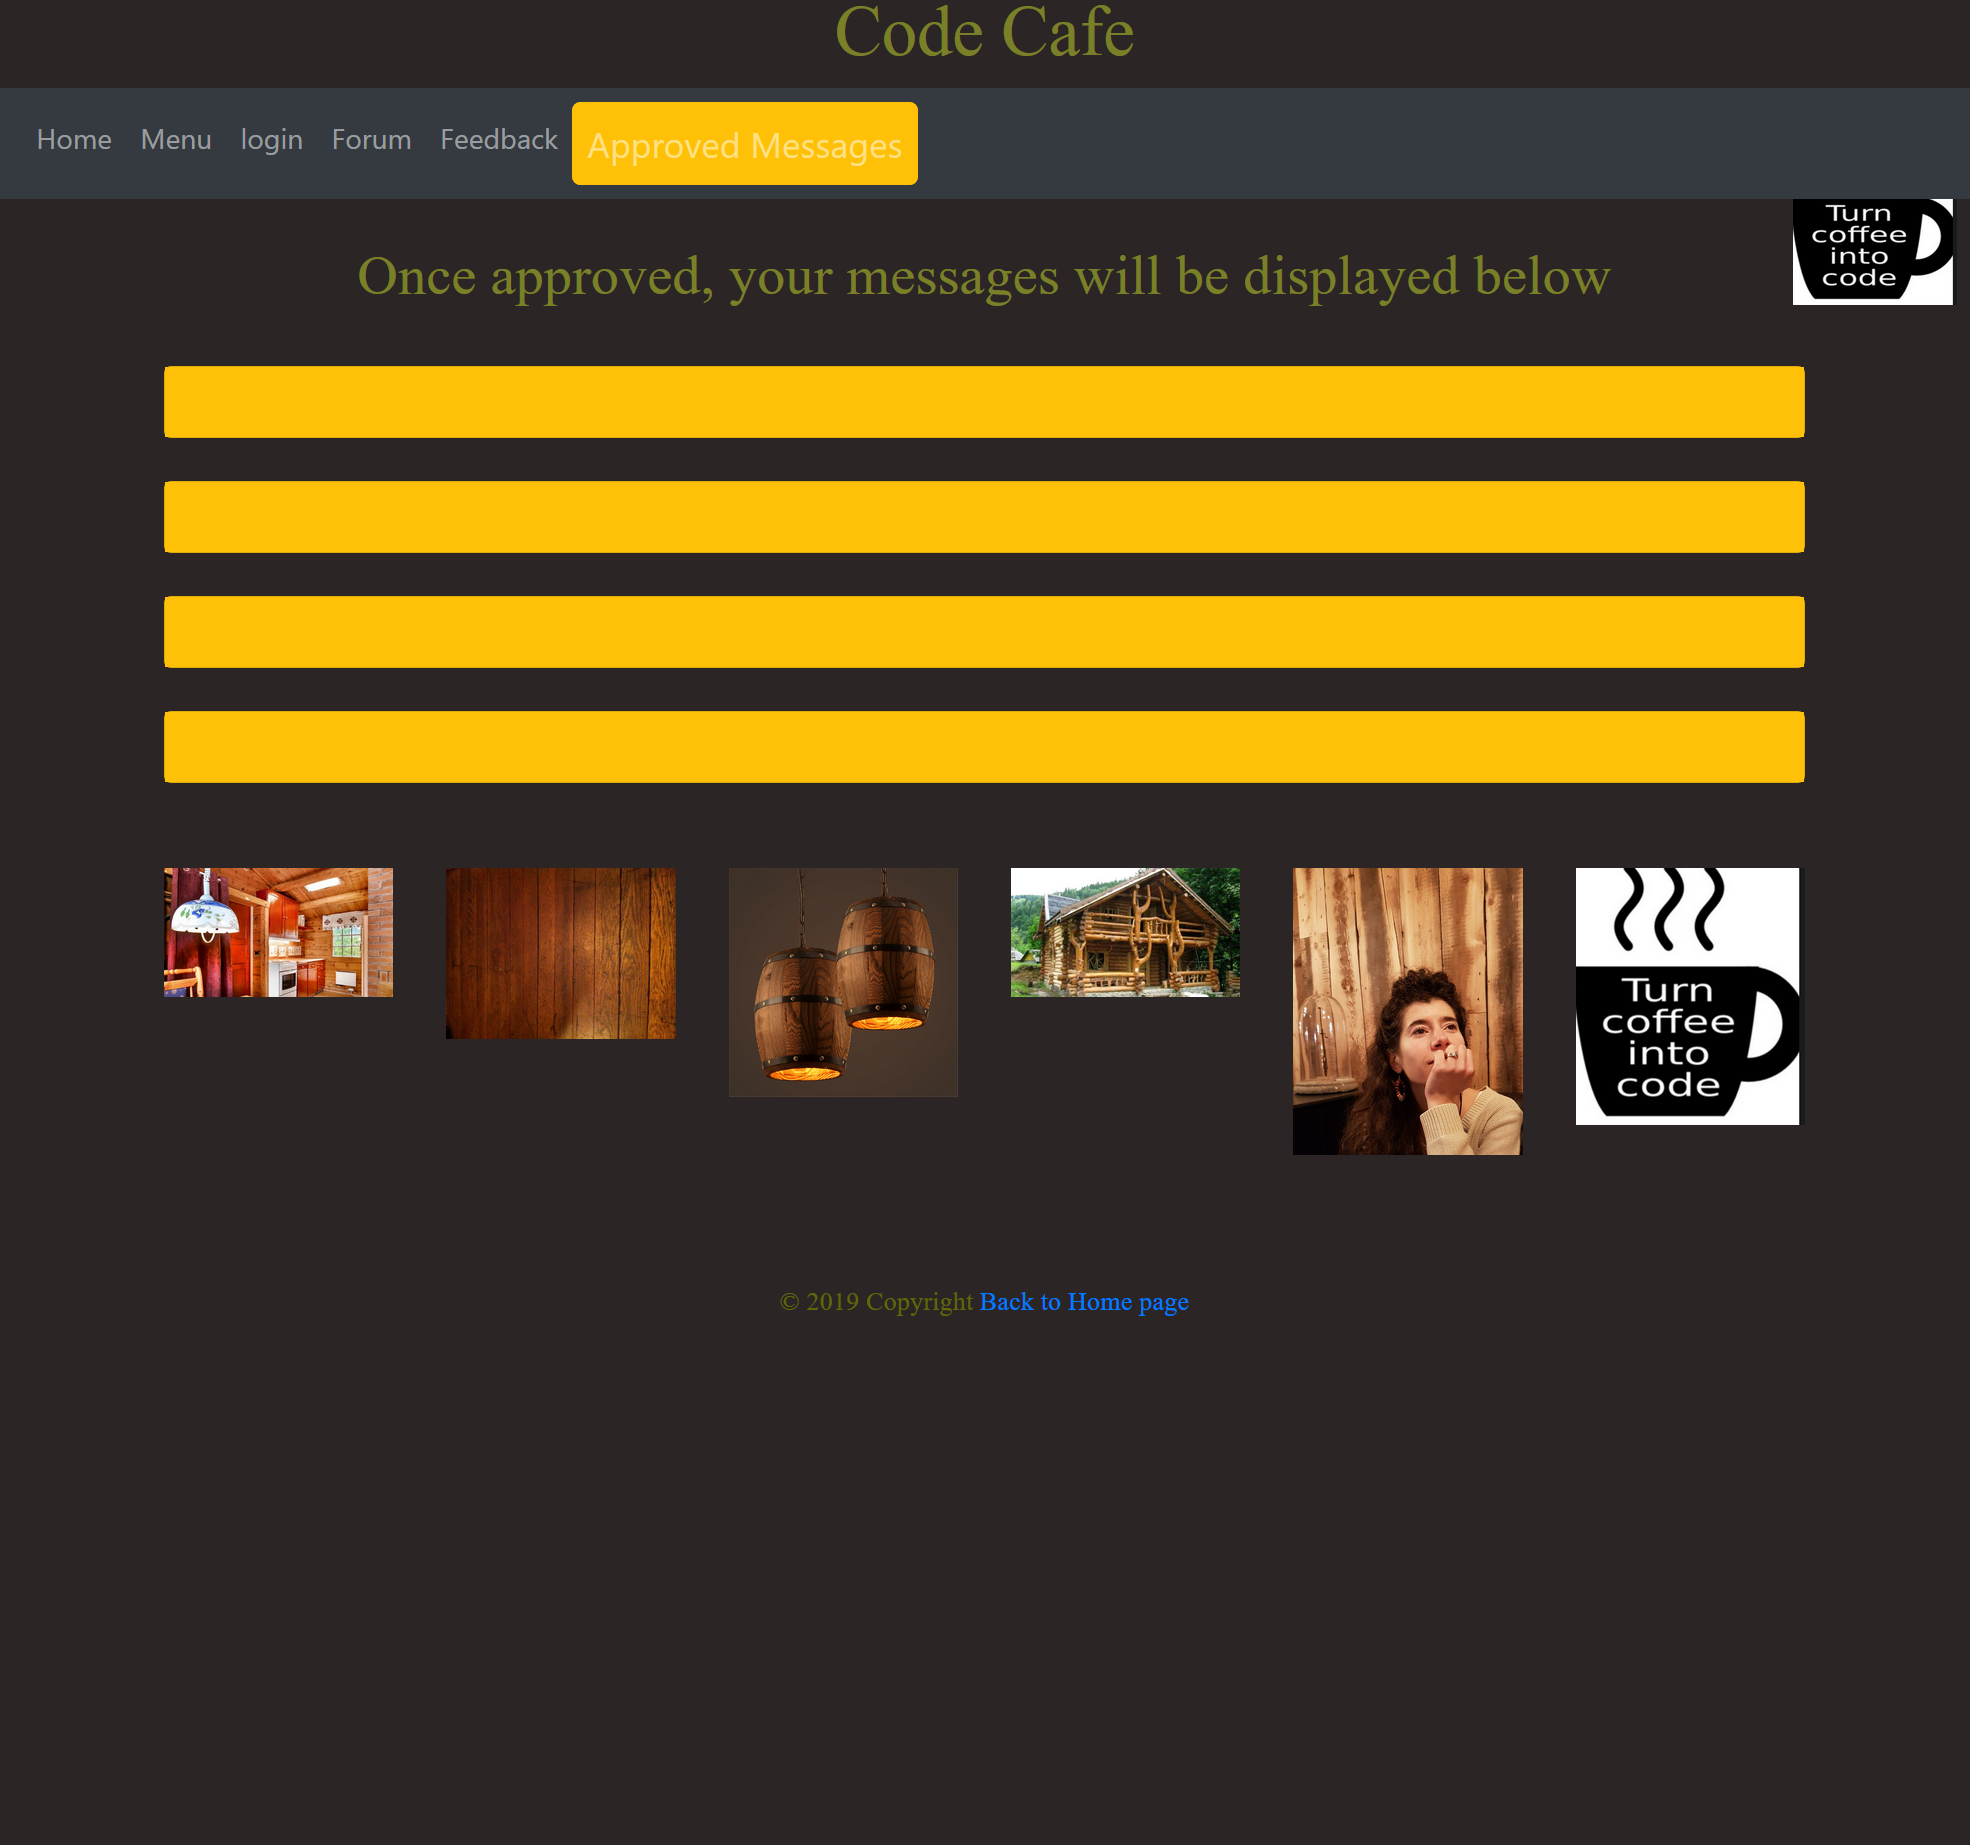 Code Cafe
Home Menu login Forum Feedback Approved Messages
Turn
coffee
into
code
Once approved, your messages will be displayed below
Turn
coffee
into
code
© 2019 Copyright Back to Home page